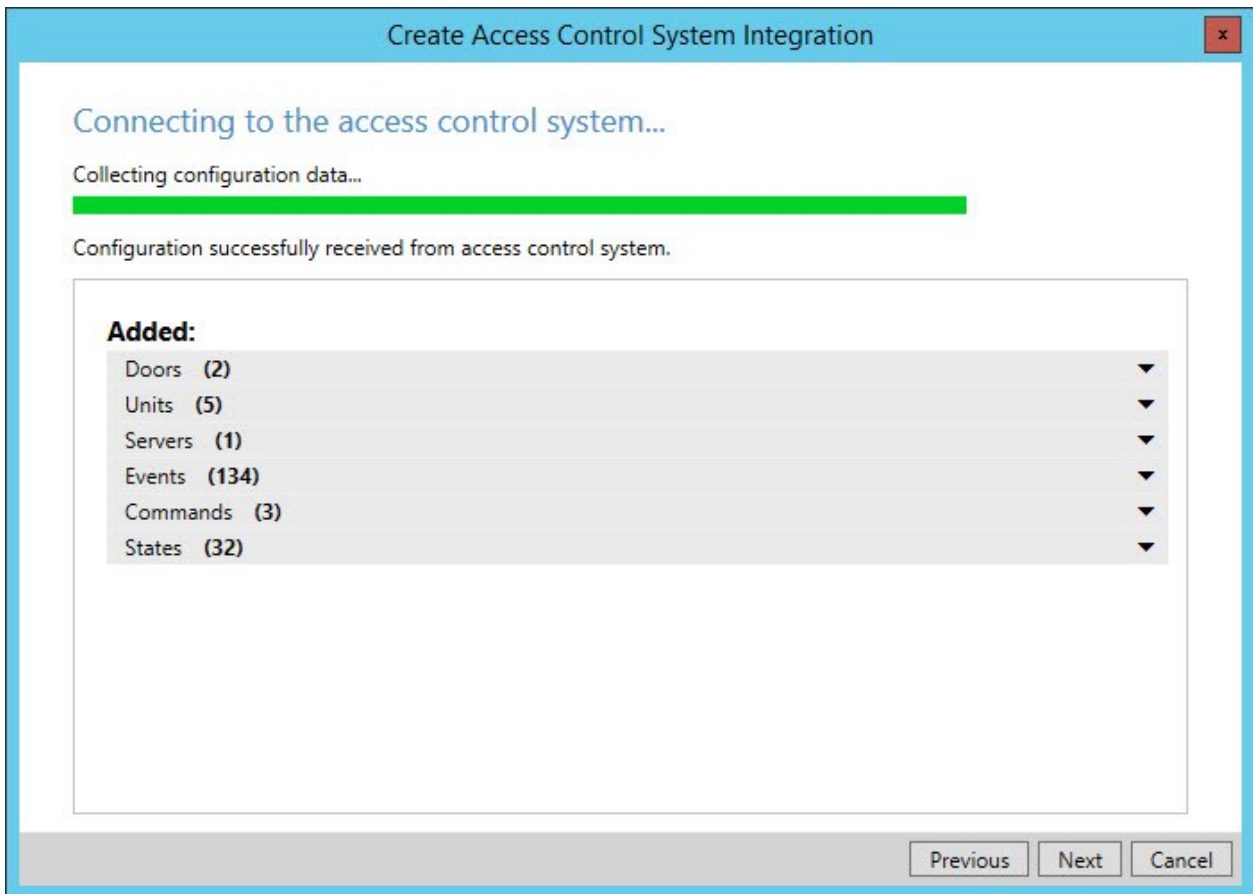 Create Access Control System Integration
x
Connecting to the access control system...
Collecting configuration data...
Configuration successfully received from access control system.
Added:
Doors (2)
Units (5)
Servers (1)
Events (134)
Commands (3)
States (32)
Previous Next Cancel